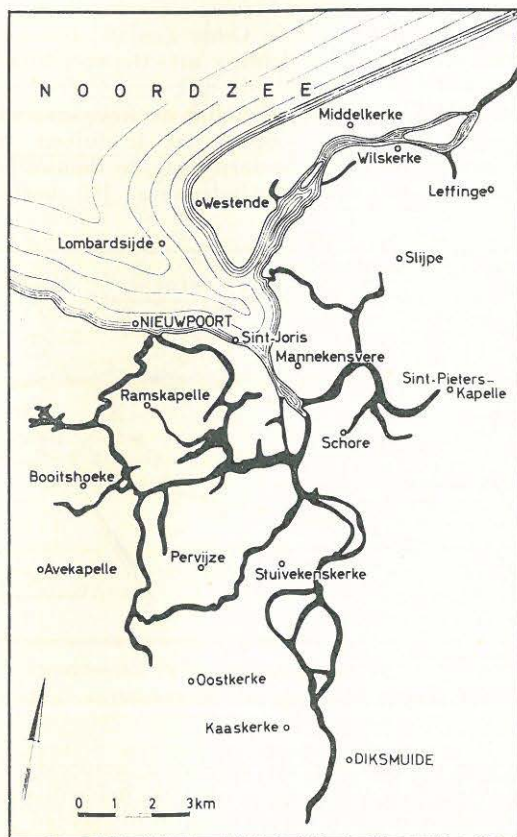 NOORDZEE
Middelkerke
Wilskerke
Leffinge
Westende
Lombardsijde
Slijpe
NIEUWPOORT
Sint-Joris
Mannekensvere
Sint-Pieters-
Kapelle
Ramskapelle
Schore
Booitshoeke
Pervijze
Stuivekenskerke
Avekapelle
Oostkerke
Kaaskerke
DIKSMUIDE
0 1 2 3km